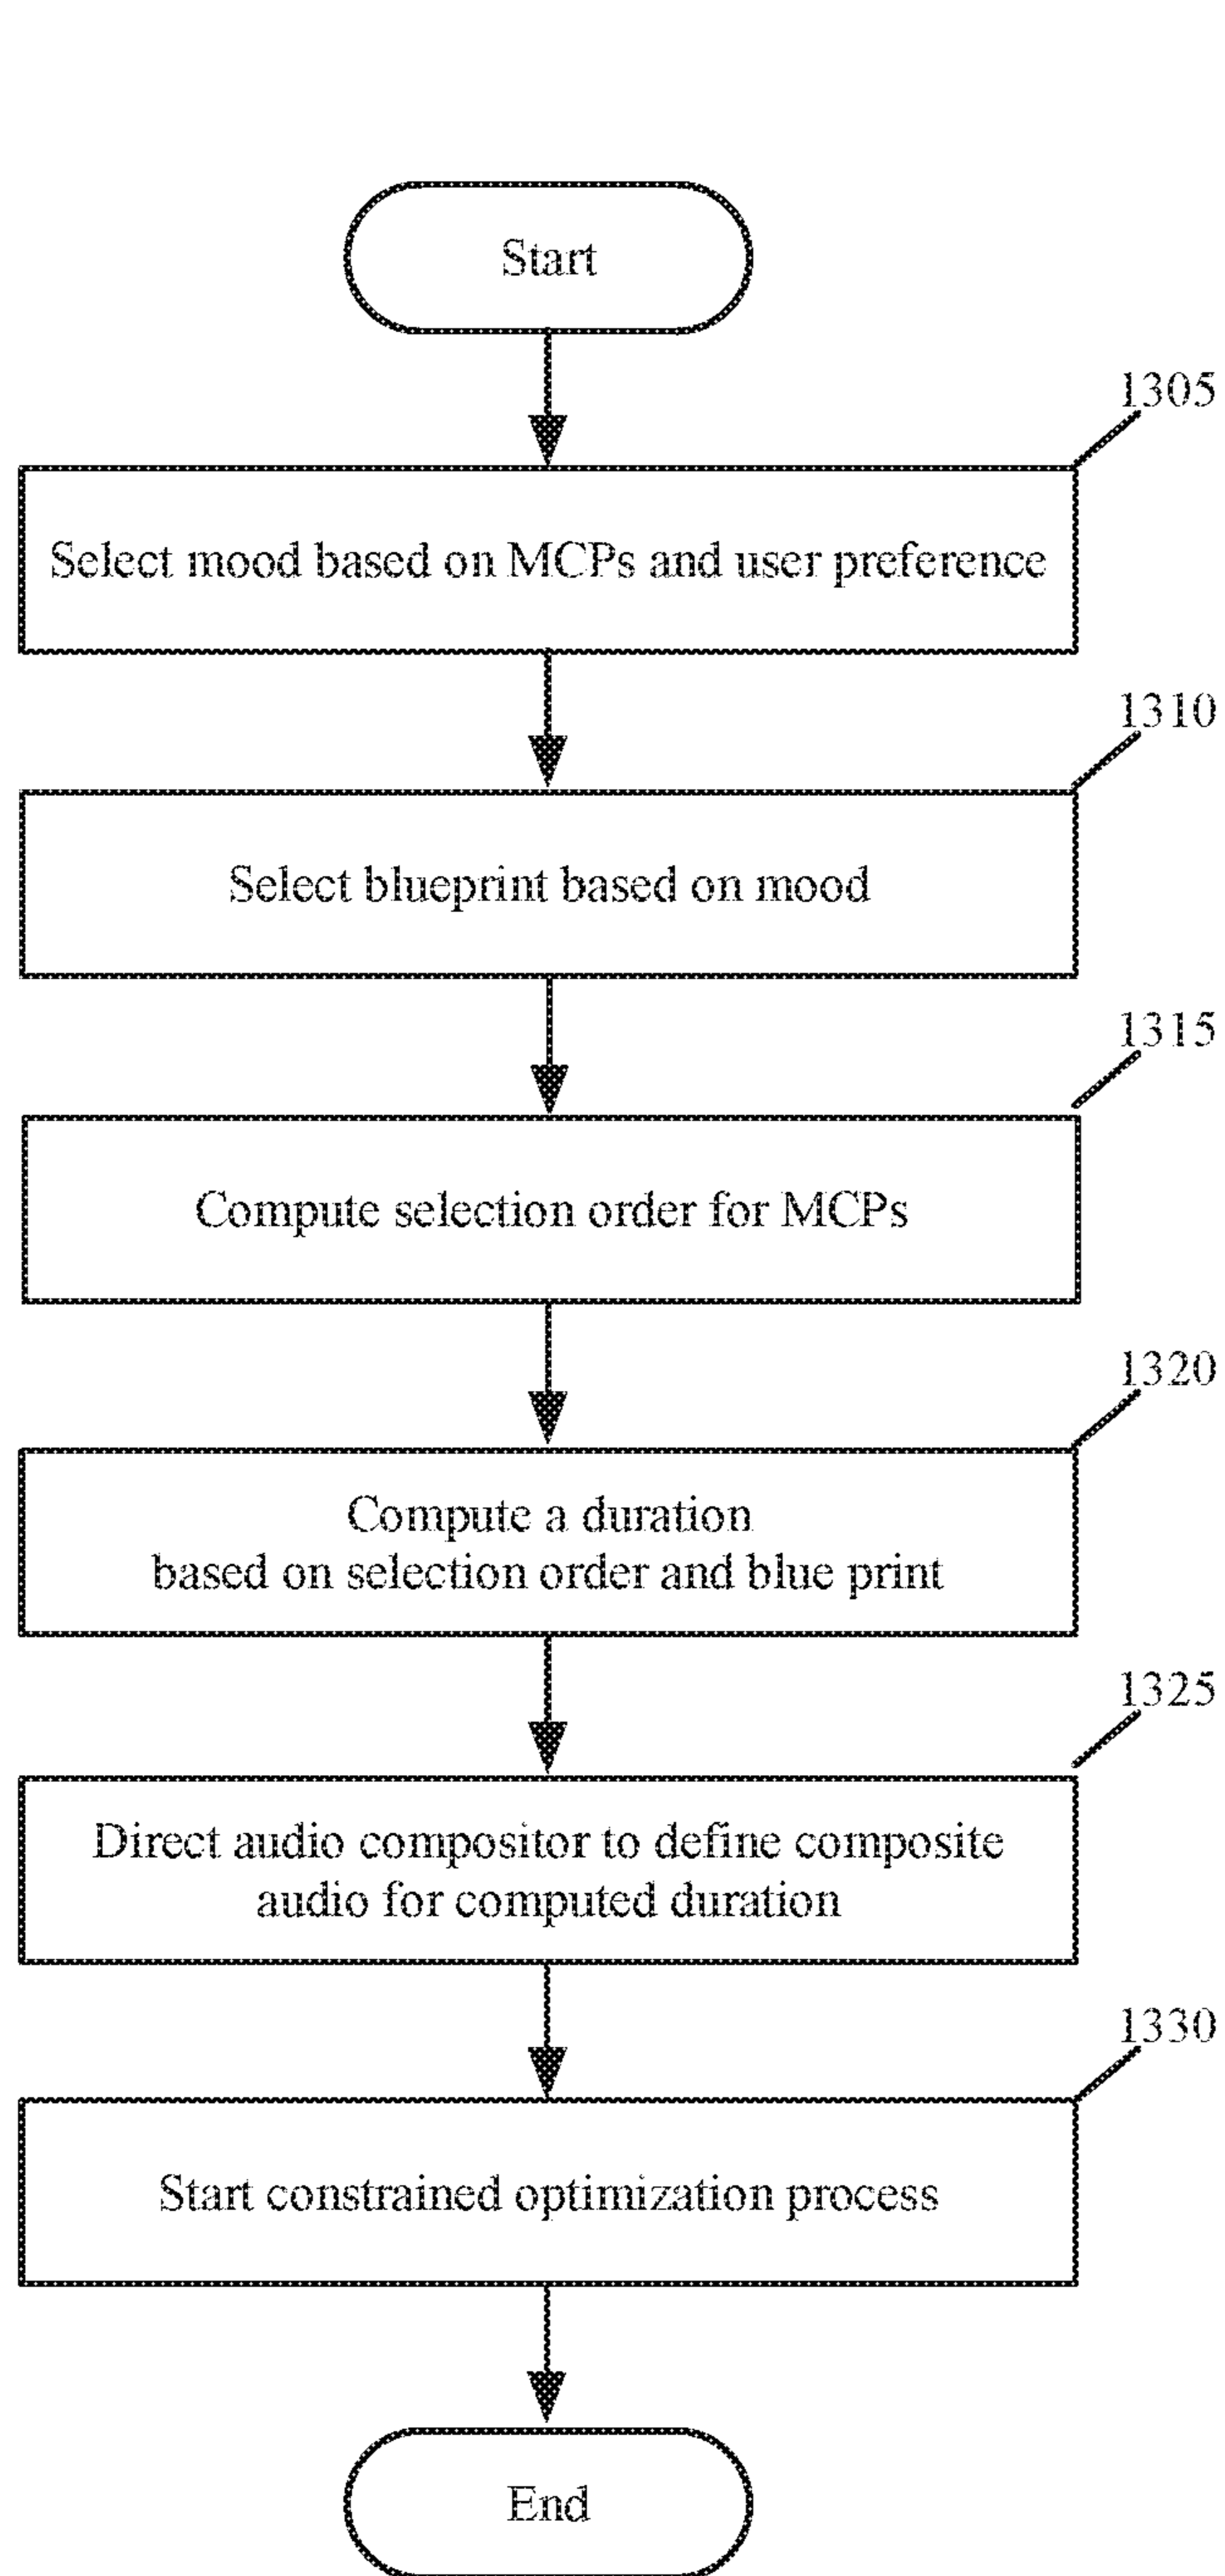 Start
1305
Select mood based on MCPs and user preference
1310
Select blueprint based on mood
1315
Compute selection order for MCPs
1320
Compute a duration
based on selection order and blue print
1325
Direct audio compositor to define composite
audio for computed duration
1330
Start constrained optimization process
End